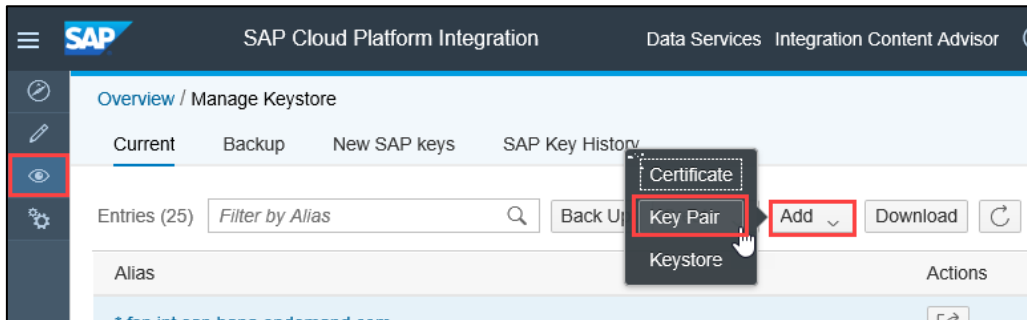 SAP SAP Cloud Platform Integration Data Services Integration Content Advisor
Overview / Manage Keystore
Current Backup New SAP keys SAP Key History
Certificate
Entries (25) Filter by Alias Back Up Key Pair Add Download
Keystore
Alias Actions